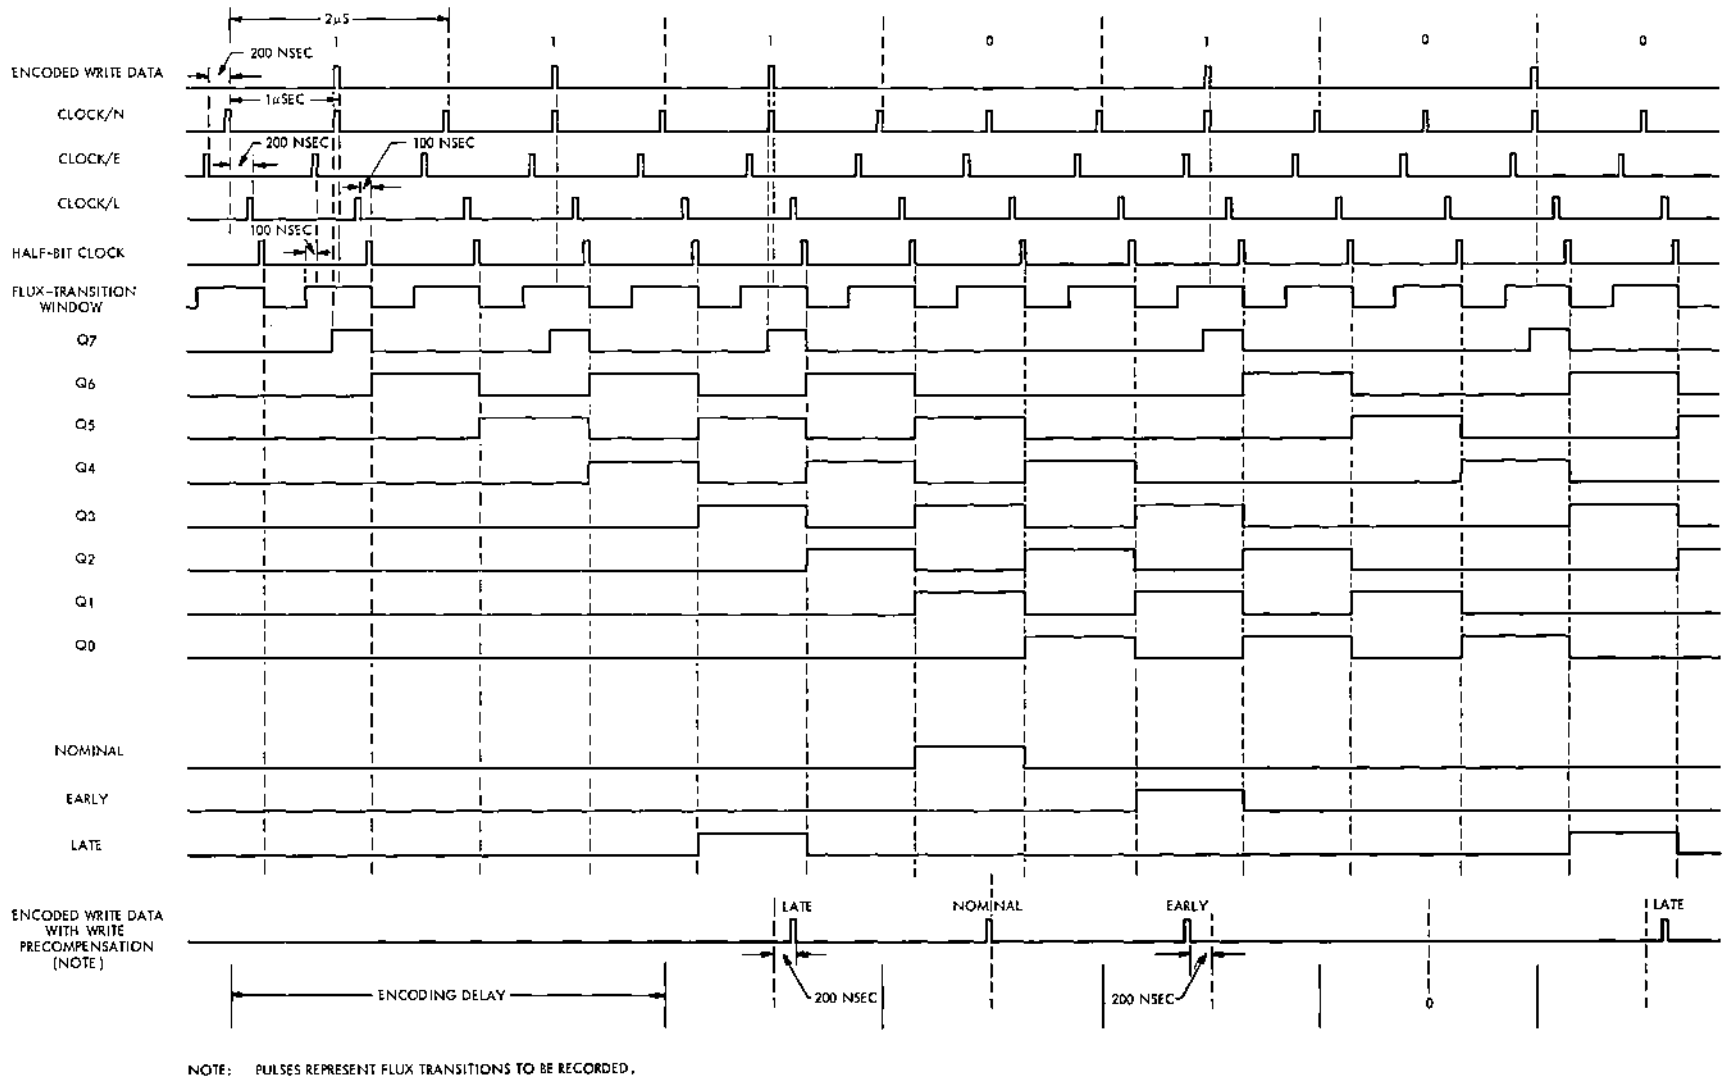 2μS
1 1 1 0 1 0 0
200 NSEC
ENCODED WRITE DATA
1μSEC
CLOCK/N
200 NSEC
100 NSEC
CLOCK/E
CLOCK/L
100 NSEC
HALF-BIT CLOCK
FLUX-TRANSITION
WINDOW
Q7
Q6
Q5
Q4
Q3
Q2
Q1
Q0
NOMINAL
EARLY
LATE
ENCODED WRITE DATA
WITH WRITE
PRECOMPENSATION
(NOTE)
LATE
NOMINAL
EARLY
LATE
ENCODING DELAY
200 NSEC
200 NSEC
1 1 1 0 1
NOTE: PULSES REPRESENT FLUX TRANSITIONS TO BE RECORDED.